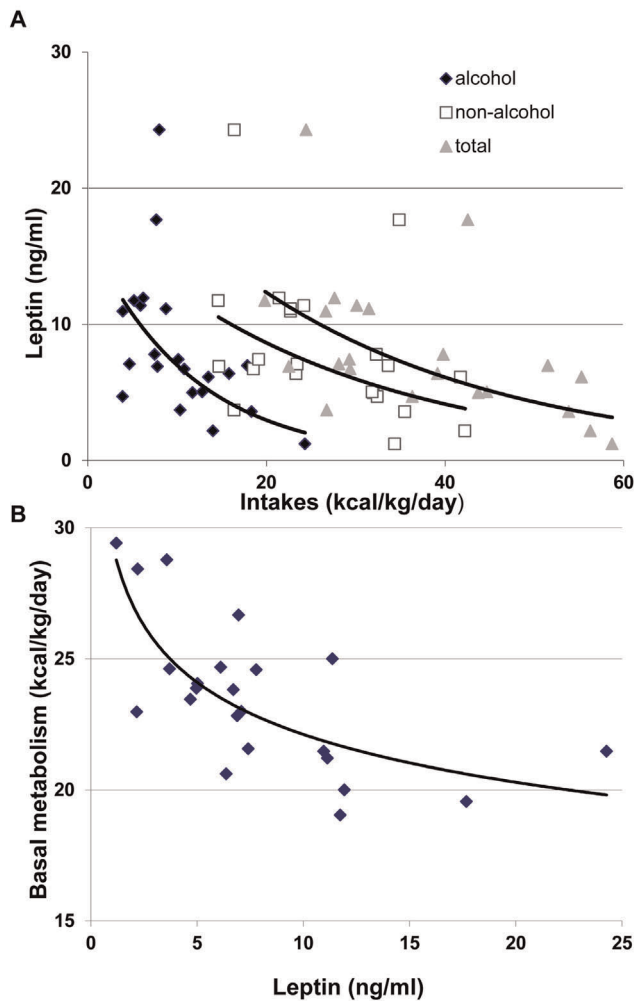 A
30
alcohol
non-alcohol
total
20
Leptin (ng/ml)
10
0
0 20 40 60
Intakes (kcal/kg/day)
B
30
25
Basal metabolism (kcal/kg/day)
20
15
0 5 10 15 20 25
Leptin (ng/ml)